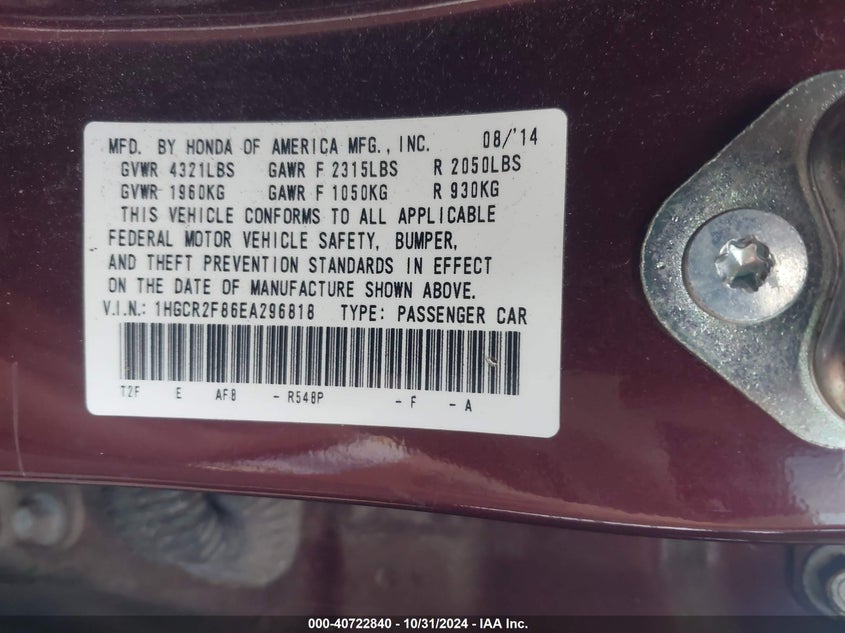 MFD. BY HONDA OF AMERICA MFG., INC. 08/'14
GVWR 4321LBS GAWR F 2315LBS R 2050LBS
GVWR 1960KG GAWR F 1050KG R 930KG
THIS VEHICLE CONFORMS TO ALL APPLICABLE
FEDERAL MOTOR VEHICLE SAFETY, BUMPER,
AND THEFT PREVENTION STANDARDS IN EFFECT
ON THE DATE OF MANUFACTURE SHOWN ABOVE.
V.I.N.: 1HGCR2F86EA296818 TYPE: PASSENGER CAR
T2F E AF8 - R548P - F - A
000-40722840 - 10/31/2024 - IAA Inc.